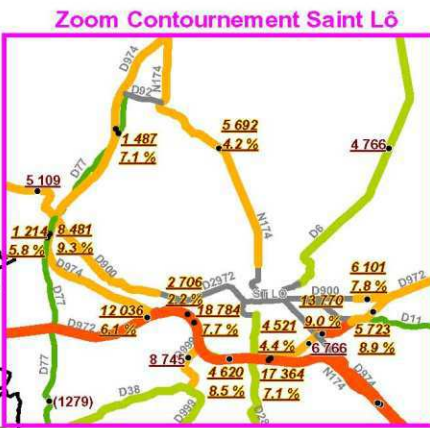 Zoom Contournement Saint Lô
D974
N174
D92
5 692
4.2 %
1 487
7.1 %
4 766
D77
5 109
D6
1 214
5.8 %
8 481
9.3 %
N174
D900
D974
D77
2 706
2.2 %
D2972
St Lô
D900
6 101
7.8 %
D972
13 770
9.0 %
D11
12 036
6.1 %
18 784
7.7 %
4 521
4.4 %
5 723
8.9 %
D972
6 766
D999
8 745
4 620
8.5 %
17 364
7.1 %
N174
D974
D77
(1279)
D38
D999
D28